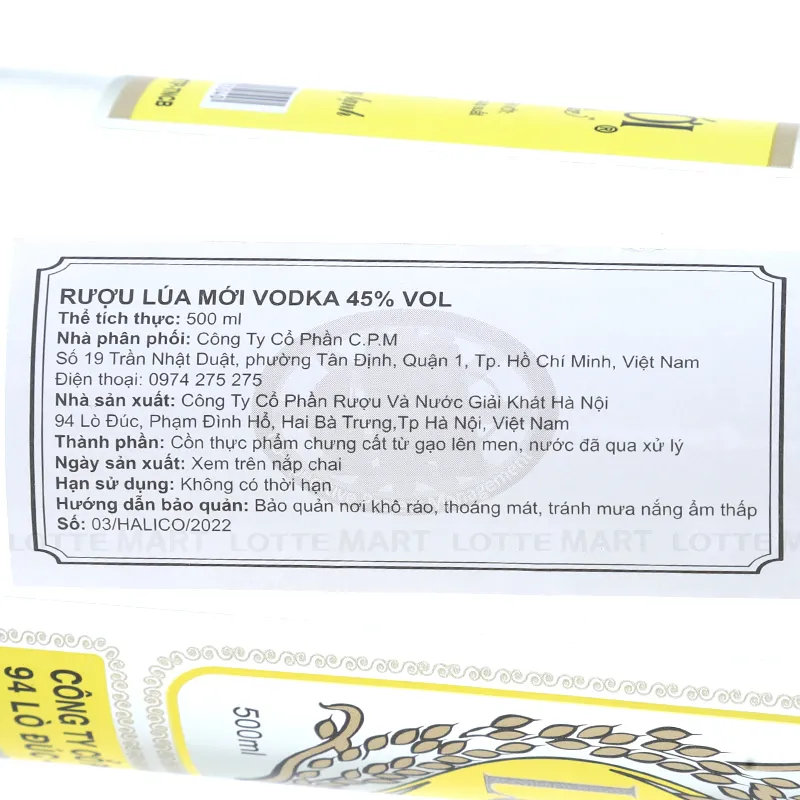 TP-TNCB
ỚI®
RƯỢU LÚA MỚI VODKA 45% VOL
Thể tích thực: 500 ml
Nhà phân phối: Công Ty Cổ Phần C.P.M
Số 19 Trần Nhật Duật, phường Tân Định, Quận 1, Tp. Hồ Chí Minh, Việt Nam
Điện thoại: 0974 275 275
Nhà sản xuất: Công Ty Cổ Phần Rượu Và Nước Giải Khát Hà Nội
94 Lò Đúc, Phạm Đình Hổ, Hai Bà Trưng,Tp Hà Nội, Việt Nam
Thành phần: Cồn thực phẩm chưng cất từ gạo lên men, nước đã qua xử lý
Ngày sản xuất: Xem trên nắp chai
Hạn sử dụng: Không có thời hạn
Hướng dẫn bảo quản: Bảo quản nơi khô ráo, thoáng mát, tránh mưa nắng ẩm thấp
Số: 03/HALICO/2022
LOTTE MART LOTTE MART LOTTE MART
CÔNG TY CỔ
94 LÒ ĐÚC
500ml